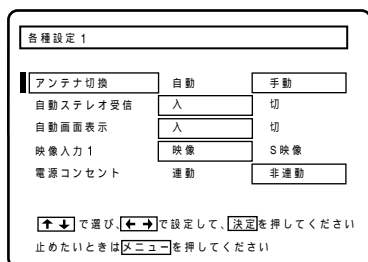 各種設定1
アンテナ切換 自動 手動
自動ステレオ受信 入 切
自動画面表示 入 切
映像入力1 映像 S映像
電源コンセント 連動 非連動
↑↓で選び、←→で設定して、決定を押してください
止めたいときはメニューを押してください